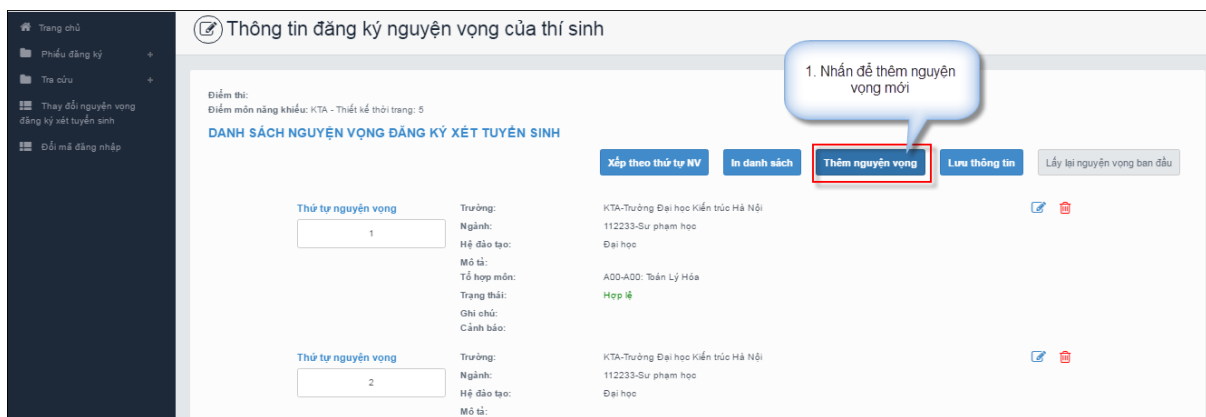 Trang chủ
Thông tin đăng ký nguyện vọng của thí sinh
Phiếu đăng ký +
Tra cứu +
Thay đổi nguyện vọng
đăng ký xét tuyển sinh
Đổi mã đăng nhập
1. Nhấn để thêm nguyện
vọng mới
Điểm thi:
Điểm môn năng khiếu: KTA - Thiết kế thời trang: 5
DANH SÁCH NGUYỆN VỌNG ĐĂNG KÝ XÉT TUYỂN SINH
Xếp theo thứ tự NV In danh sách Thêm nguyện vọng Lưu thông tin Lấy lại nguyện vọng ban đầu
Thứ tự nguyện vọng Trường: KTA-Trường Đại học Kiến trúc Hà Nội
1 Ngành: 112233-Sư phạm học
Hệ đào tạo: Đại học
Mô tả:
Tổ hợp môn: A00-A00: Toán Lý Hóa
Trạng thái: Hợp lệ
Ghi chú:
Cảnh báo:
Thứ tự nguyện vọng Trường: KTA-Trường Đại học Kiến trúc Hà Nội
2 Ngành: 112233-Sư phạm học
Hệ đào tạo: Đại học
Mô tả: